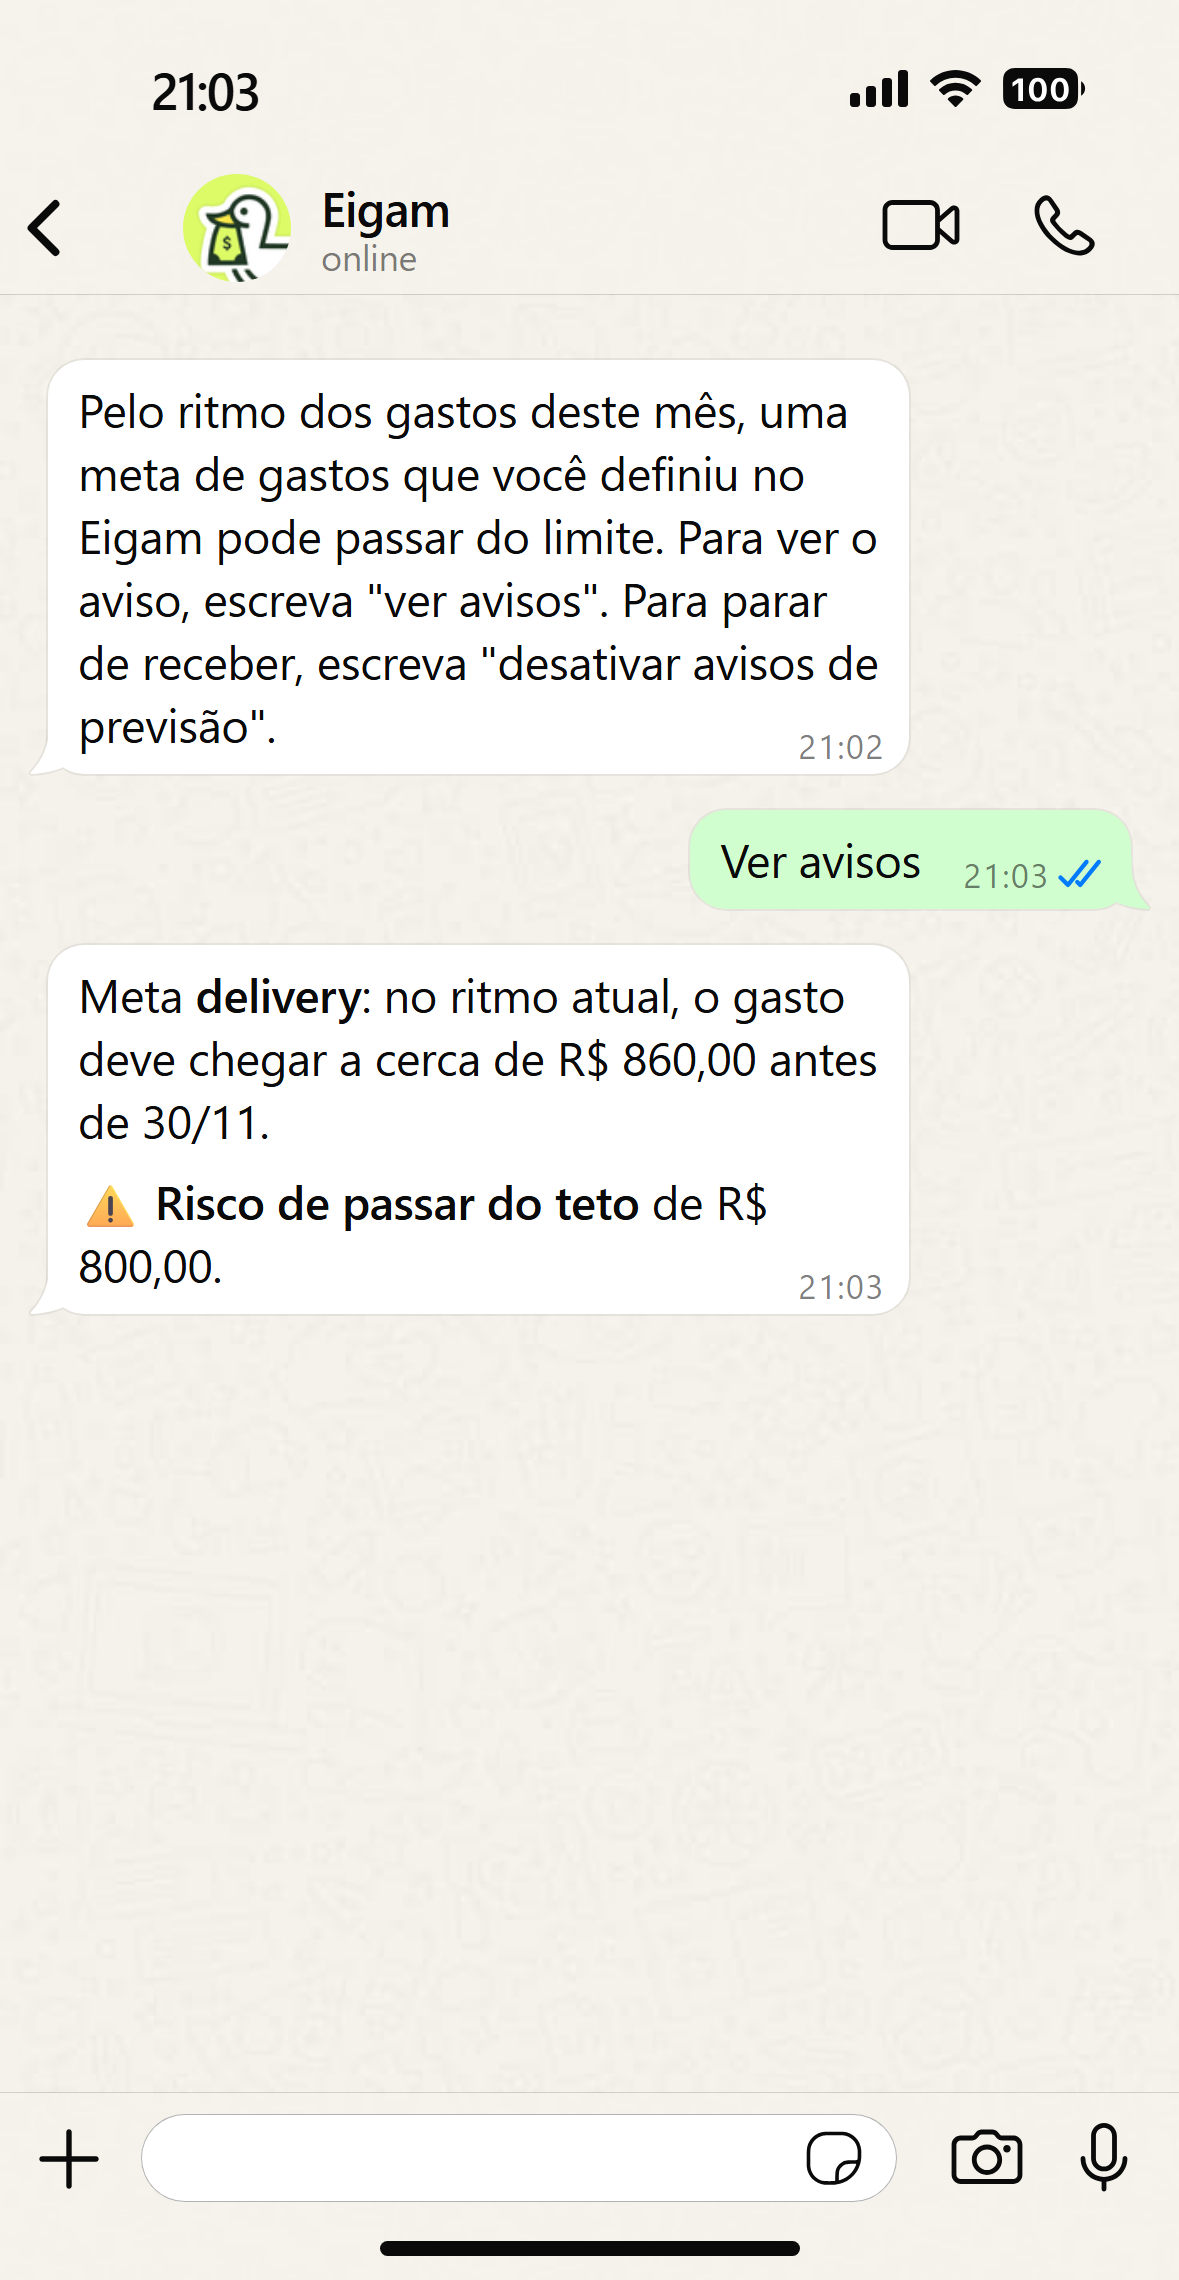 21:03
100
Eigam
online
Pelo ritmo dos gastos deste mês, uma
meta de gastos que você definiu no
Eigam pode passar do limite. Para ver o
aviso, escreva "ver avisos". Para parar
de receber, escreva "desativar avisos de
previsão".
21:02
Ver avisos
21:03
Meta delivery: no ritmo atual, o gasto
deve chegar a cerca de R$ 860,00 antes
de 30/11.
⚠️ Risco de passar do teto de R$
800,00.
21:03